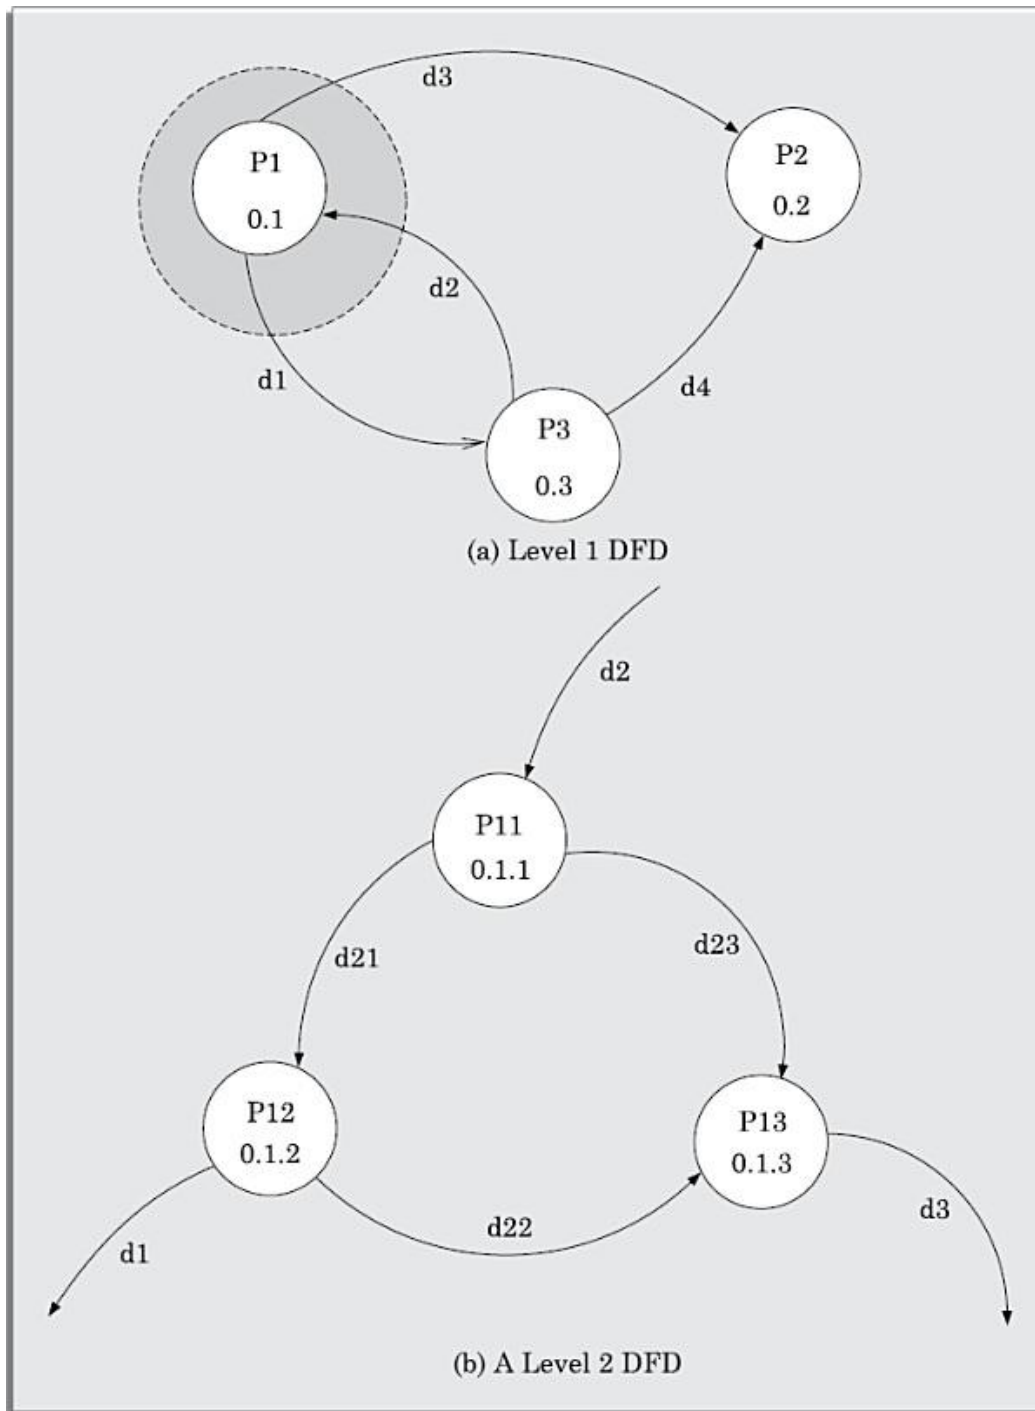 d3
P1
0.1
P2
0.2
d2
d1
d4
P3
0.3
(a) Level 1 DFD
d2
P11
0.1.1
d21
d23
P12
0.1.2
P13
0.1.3
d22
d3
d1
(b) A Level 2 DFD